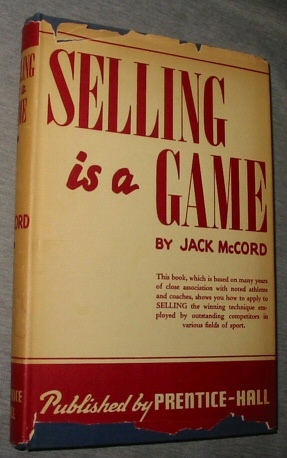 SELLING
is a
GAME
BY JACK McCORD
This book, which is based on many years
of close association with noted athletes
and coaches, shows you how to apply to
SELLING the winning technique em-
ployed by outstanding competitors in
various fields of sport.
Published by PRENTICE-HALL